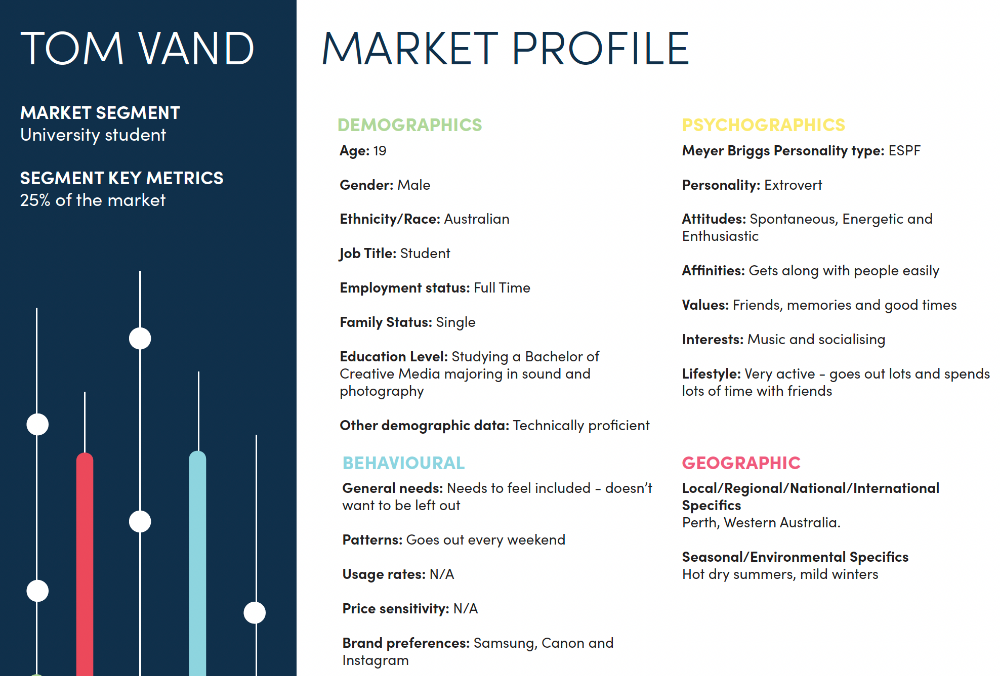 TOM VAND
MARKET SEGMENT
University student
SEGMENT KEY METRICS
25% of the market
MARKET PROFILE
DEMOGRAPHICS
Age: 19
Gender: Male
Ethnicity/Race: Australian
Job Title: Student
Employment status: Full Time
Family Status: Single
Education Level: Studying a Bachelor of
Creative Media majoring in sound and
photography
Other demographic data: Technically proficient
PSYCHOGRAPHICS
Meyer Briggs Personality type: ESPF
Personality: Extrovert
Attitudes: Spontaneous, Energetic and
Enthusiastic
Affinities: Gets along with people easily
Values: Friends, memories and good times
Interests: Music and socialising
Lifestyle: Very active - goes out lots and spends
lots of time with friends
BEHAVIOURAL
General needs: Needs to feel included - doesn’t
want to be left out
Patterns: Goes out every weekend
Usage rates: N/A
Price sensitivity: N/A
Brand preferences: Samsung, Canon and
Instagram
GEOGRAPHIC
Local/Regional/National/International
Specifics
Perth, Western Australia.
Seasonal/Environmental Specifics
Hot dry summers, mild winters